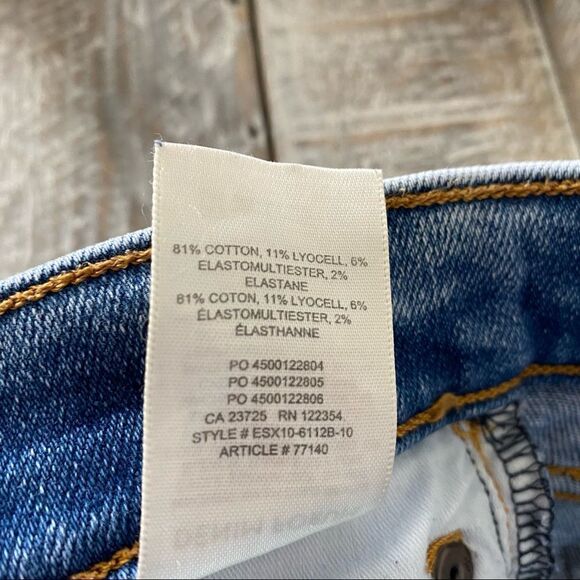 81% COTTON, 11% LYOCELL, 6%
ELASTOMULTIESTER, 2%
ELASTANE
81% COTON, 11% LYOCELL, 6%
ÉLASTOMULTIESTER, 2%
ÉLASTHANNE
PO 4500122804
PO 4500122805
PO 4500122806
CA 23725 RN 122354
STYLE # ESX10-6112B-10
ARTICLE # 77140